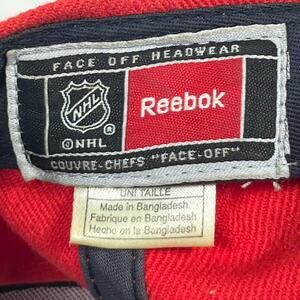 FACE OFF HEADWEAR
NHL
®
©NHL
Reebok
COUVRE-CHEFS "FACE-OFF"
UNI TAILLE
Made in Bangladesh.
Fabriqué en Bangladesh.
Hecho en la Bangladesh.